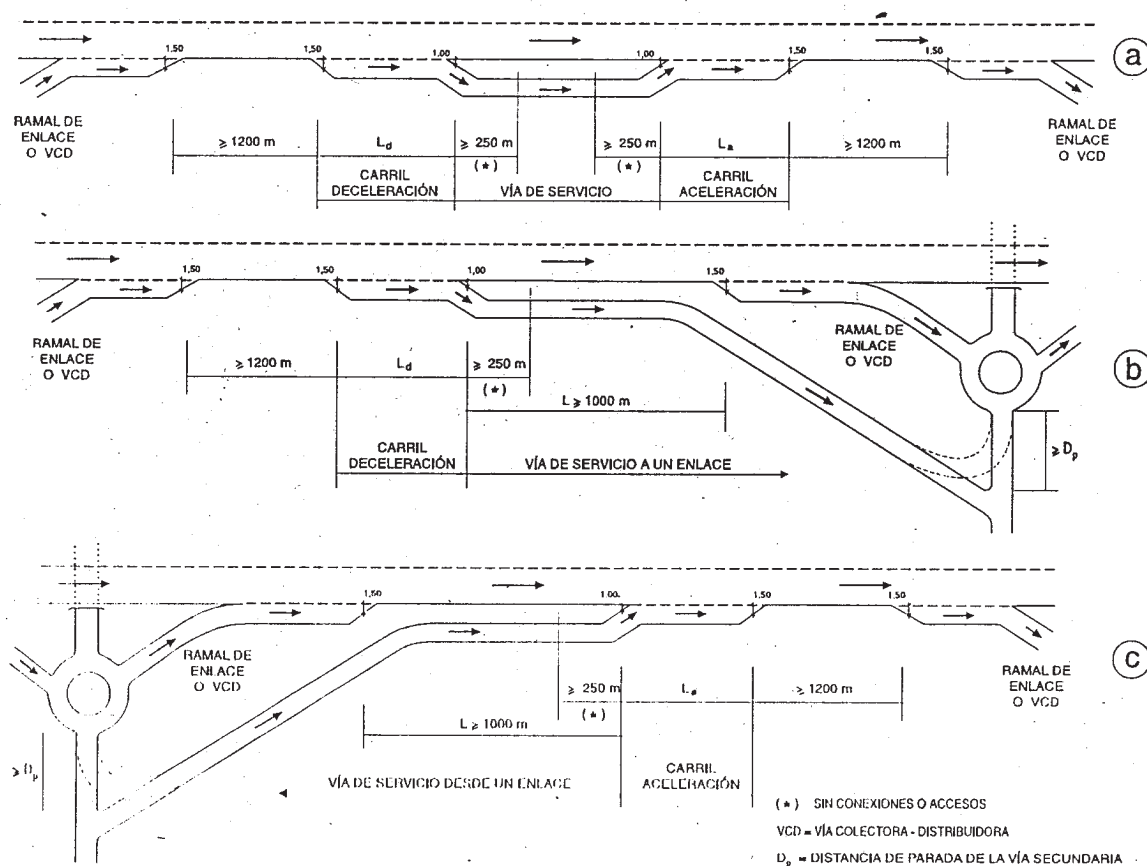 1,50
1,50
1,00
1,00
1,50
1,50
a
RAMAL DE
ENLACE
O VCD
≥ 1200 m
L_d
≥ 250 m
(*)
≥ 250 m
(*)
L_a
≥ 1200 m
RAMAL DE
ENLACE
O VCD
CARRIL
DECELERACIÓN
VÍA DE SERVICIO
CARRIL
ACELERACIÓN
1,50
1,50
1,00
1,50
b
RAMAL DE
ENLACE
O VCD
RAMAL DE
ENLACE
O VCD
≥ 1200 m
L_d
≥ 250 m
(*)
L ≥ 1000 m
≥ D_p
CARRIL
DECELERACIÓN
VÍA DE SERVICIO A UN ENLACE
1,50
1,00
1,50
1,50
c
RAMAL DE
ENLACE
O VCD
RAMAL DE
ENLACE
O VCD
≥ 250 m
(*)
L_a
≥ 1200 m
L ≥ 1000 m
≥ D_p
VÍA DE SERVICIO DESDE UN ENLACE
CARRIL
ACELERACIÓN
(*) SIN CONEXIONES O ACCESOS
VCD = VÍA COLECTORA - DISTRIBUIDORA
D_p = DISTANCIA DE PARADA DE LA VÍA SECUNDARIA